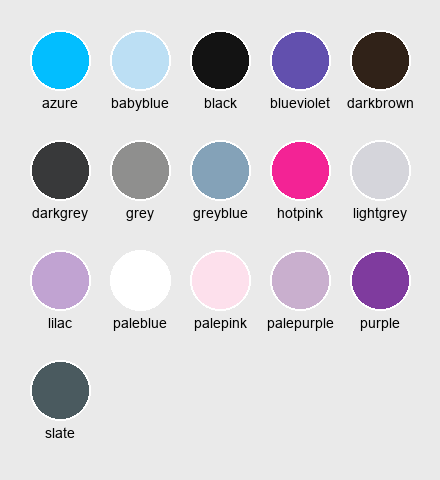 azure babyblue black blueviolet darkbrown
darkgrey grey greyblue hotpink lightgrey
lilac paleblue palepink palepurple purple
slate